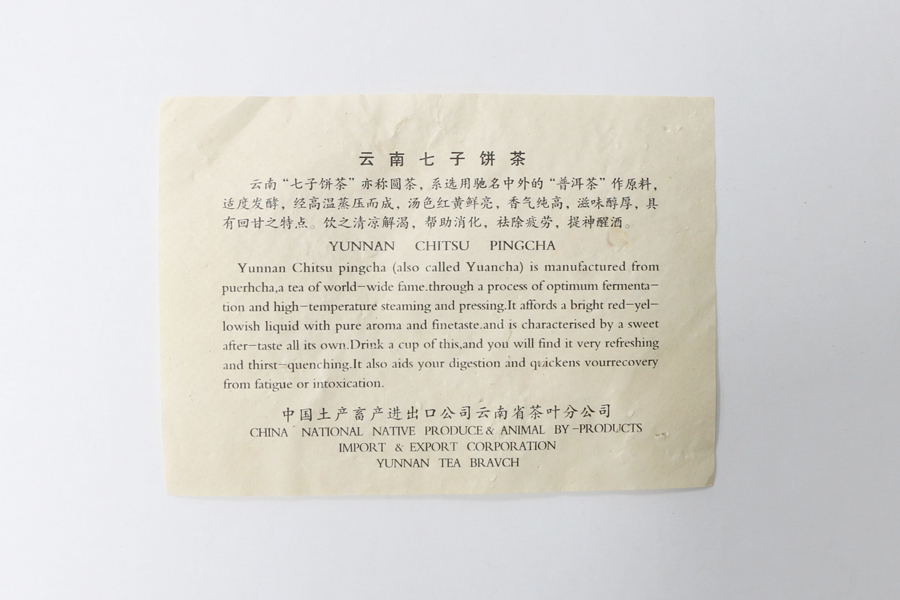 云南七子饼茶
云南“七子饼茶”亦称圆茶，系选用驰名中外的“普洱茶”作原料，
适度发酵，经高温蒸压而成，汤色红黄鲜亮，香气纯高，滋味醇厚，具
有回甘之特点。饮之清凉解渴，帮助消化，祛除疲劳，提神醒酒。
YUNNAN CHITSU PINGCHA
Yunnan Chitsu pingcha (also called Yuancha) is manufactured from
puerhcha,a tea of world-wide fame.through a process of optimum fermenta-
tion and high-temperature steaming and pressing.It affords a bright red-yel-
lowish liquid with pure aroma and finetaste.and is characterised by a sweet
after-taste all its own.Drink a cup of this,and you will find it very refreshing
and thirst-quenching.It also aids your digestion and quickens vourrecovery
from fatigue or intoxication.
中国土产畜产进出口公司云南省茶叶分公司
CHINA NATIONAL NATIVE PRODUCE & ANIMAL BY-PRODUCTS
IMPORT & EXPORT CORPORATION
YUNNAN TEA BRAVCH